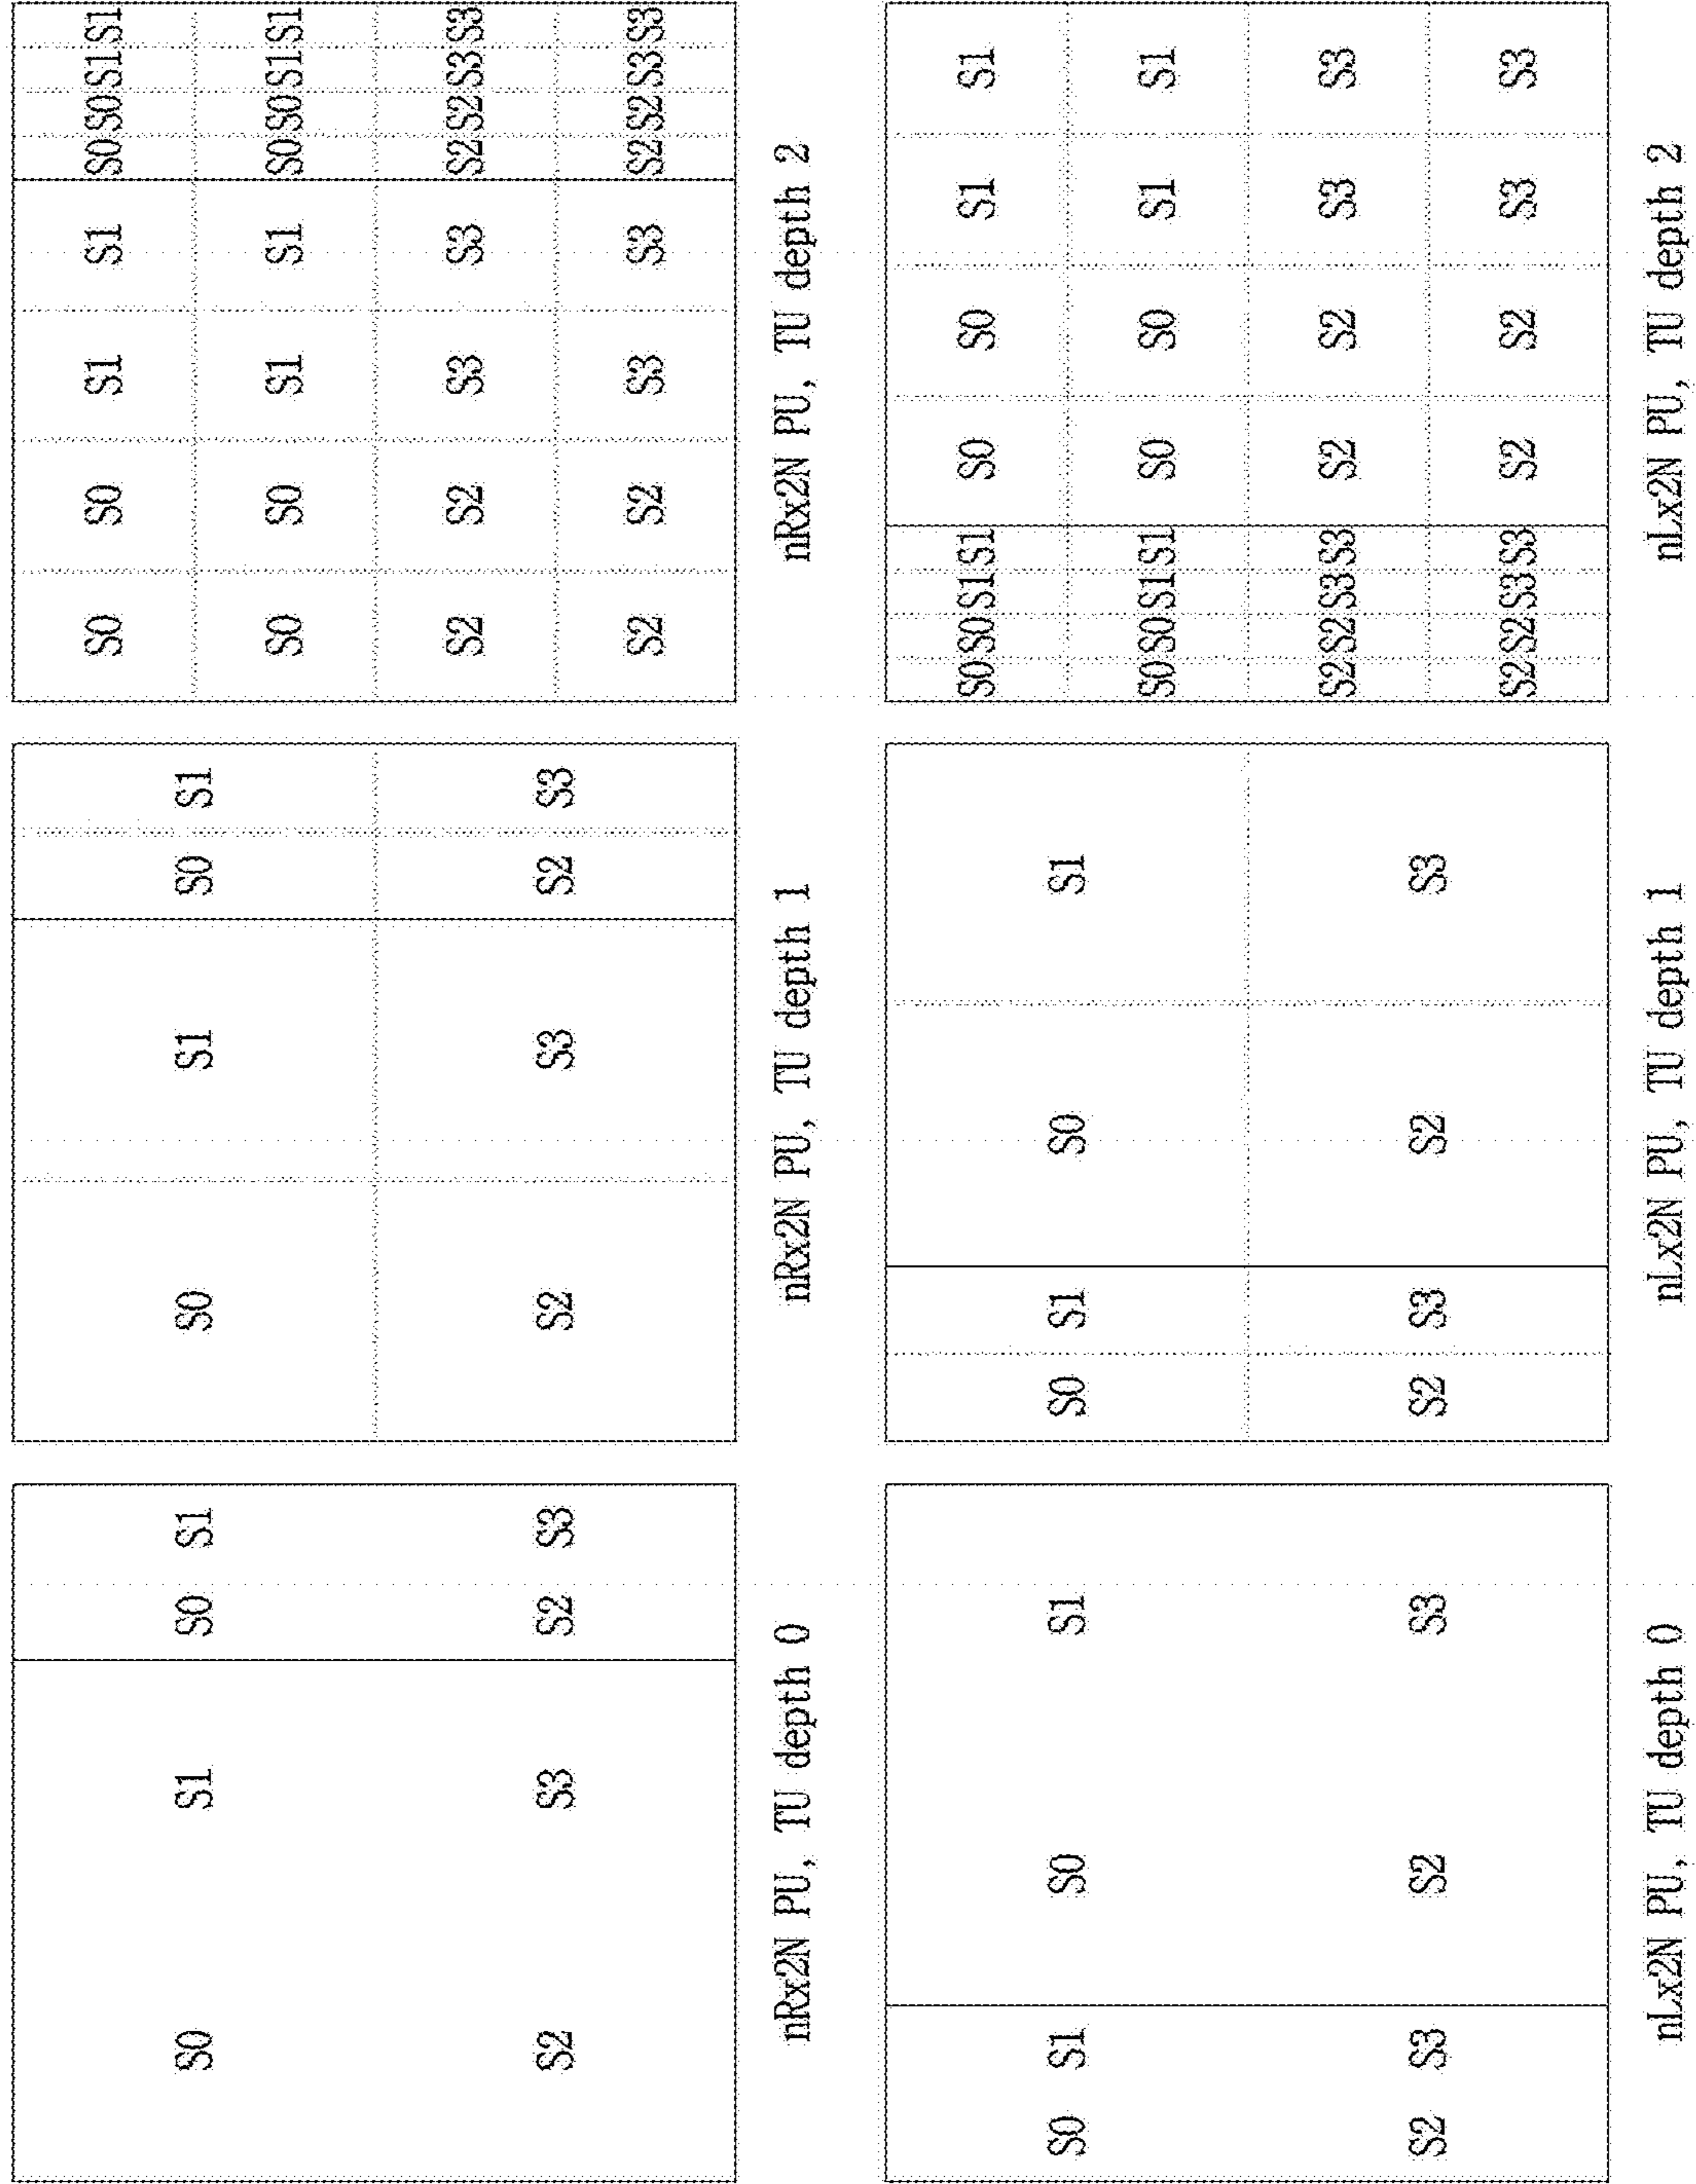 S0 S1 S0 S1
S2 S3 S2 S3
nRx2N PU, TU depth 0
S0 S1 S0 S1
S2 S3 S2 S3
nRx2N PU, TU depth 1
S0 S0 S1 S1 S0S0S1S1
S0 S0 S1 S1 S0S0S1S1
S2 S2 S3 S3 S2S2S3S3
S2 S2 S3 S3 S2S2S3S3
nRx2N PU, TU depth 2
S0 S1 S0 S1
S2 S3 S2 S3
nLx2N PU, TU depth 0
S0 S1 S0 S1
S2 S3 S2 S3
nLx2N PU, TU depth 1
S0S0S1S1 S0 S0 S1 S1
S0S0S1S1 S0 S0 S1 S1
S2S2S3S3 S2 S2 S3 S3
S2S2S3S3 S2 S2 S3 S3
nLx2N PU, TU depth 2